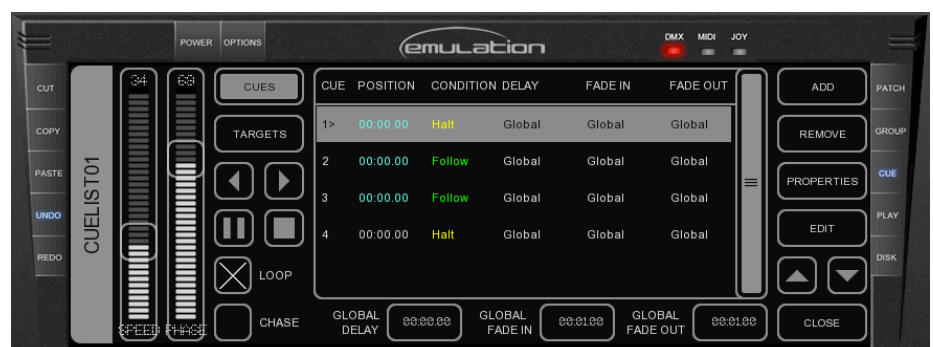 POWER OPTIONS
emulation
DMX MIDI JOY
CUT
COPY
PASTE
UNDO
REDO
CUELIST01
34 69
SPEED PHASE
CUES
TARGETS
LOOP
CHASE
CUE POSITION CONDITION DELAY FADE IN FADE OUT
1> 00:00.00 Halt Global Global Global
2 00:00.00 Follow Global Global Global
3 00:00.00 Follow Global Global Global
4 00:00.00 Halt Global Global Global
GLOBAL
DELAY
00:00.00
GLOBAL
FADE IN
00:01.00
GLOBAL
FADE OUT
00:01.00
ADD
REMOVE
PROPERTIES
EDIT
CLOSE
PATCH
GROUP
CUE
PLAY
DISK